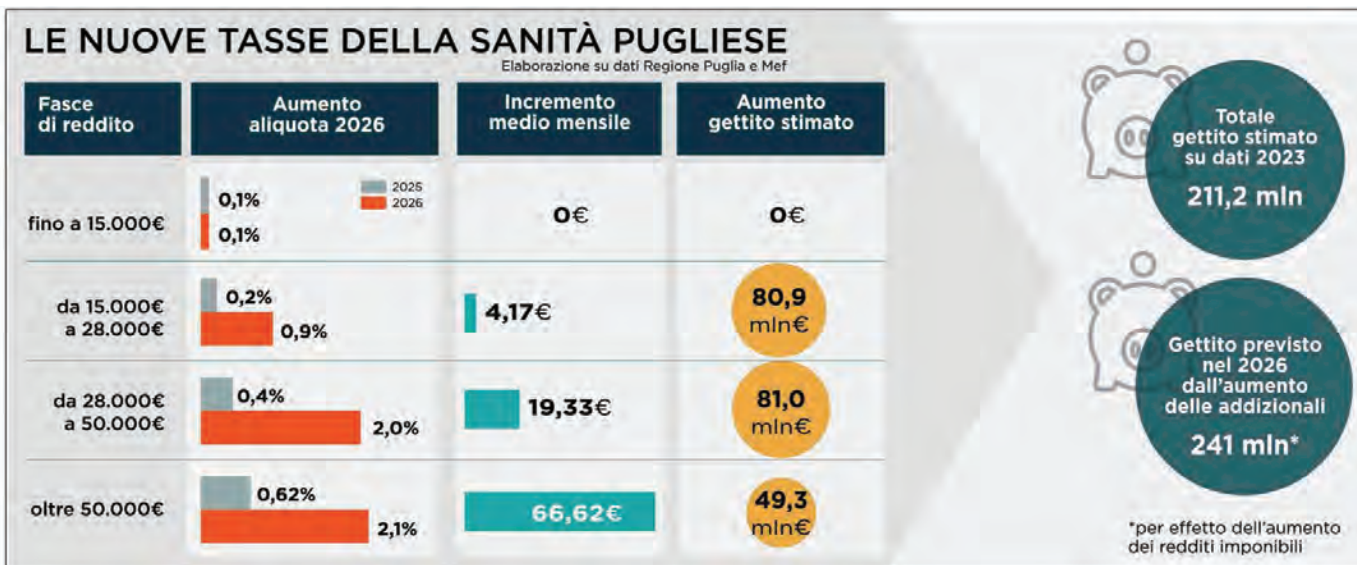 LE NUOVE TASSE DELLA SANITÀ PUGLIESE
Elaborazione su dati Regione Puglia e Mef
Fasce
di reddito
Aumento
aliquota 2026
Incremento
medio mensile
Aumento
gettito stimato
2025
2026
fino a 15.000€
0,1%
0,1%
0€
0€
da 15.000€
a 28.000€
0,2%
0,9%
4,17€
80,9
mln€
da 28.000€
a 50.000€
0,4%
2,0%
19,33€
81,0
mln€
oltre 50.000€
0,62%
2,1%
66,62€
49,3
mln€
Totale
gettito stimato
su dati 2023
211,2 mln
Gettito previsto
nel 2026
dall'aumento
delle addizionali
241 mln*
*per effetto dell'aumento
dei redditi imponibili